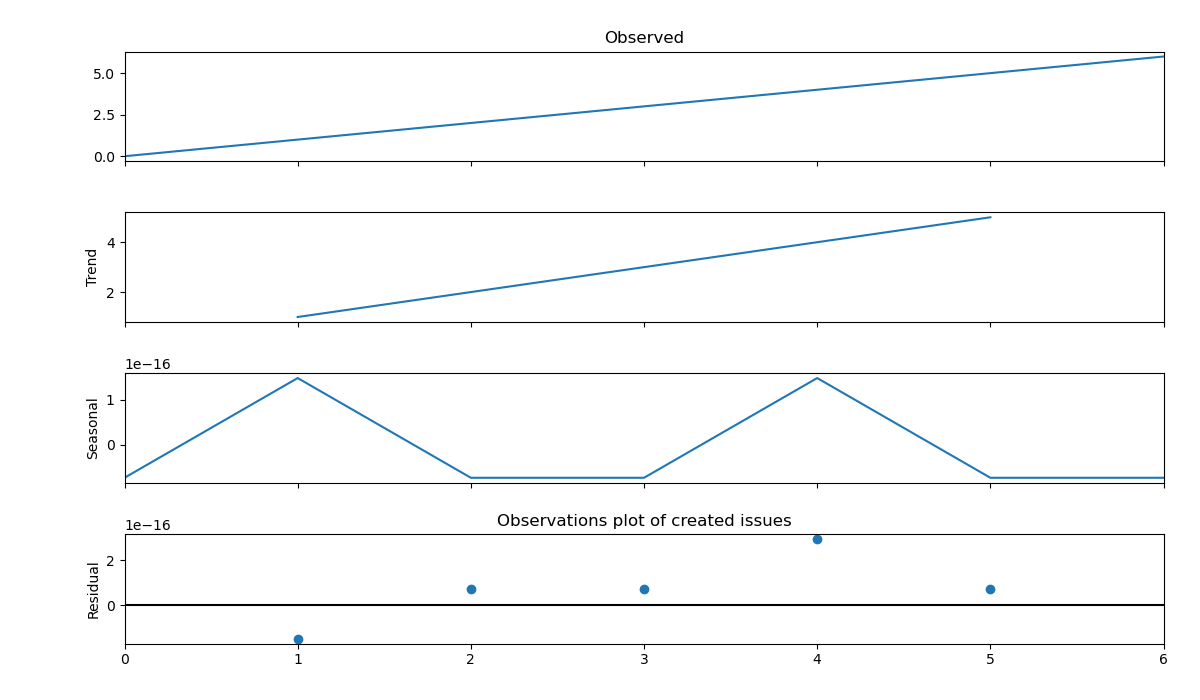 Observed
5.0
2.5
0.0
Trend
4
2
1e−16
Seasonal
1
0
Observations plot of created issues
1e−16
Residual
2
0
0 1 2 3 4 5 6